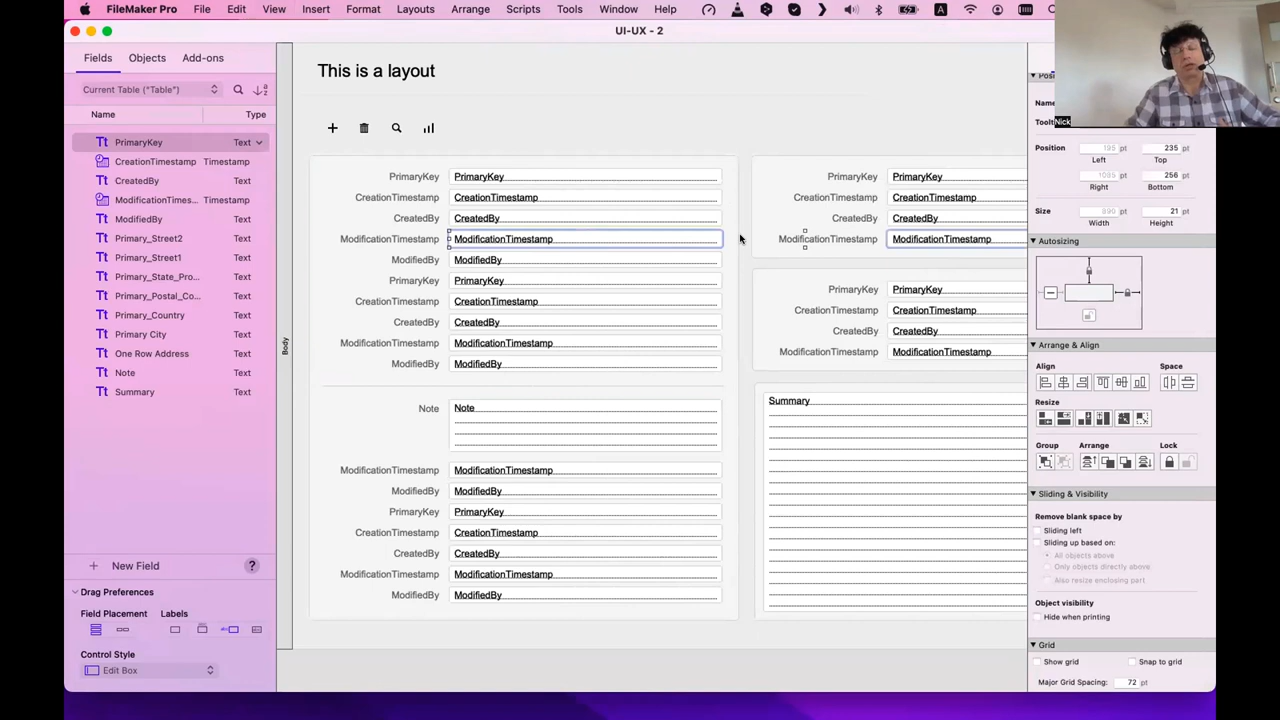 FileMaker Pro File Edit View Insert Format Layouts Arrange Scripts Tools Window Help A
UI-UX - 2
Fields Objects Add-ons
Current Table ("Table")
Name Type
PrimaryKey Text
CreationTimestamp Timestamp
CreatedBy Text
ModificationTimes... Timestamp
ModifiedBy Text
Primary_Street2 Text
Primary_Street1 Text
Primary_State_Pro... Text
Primary_Postal_Co... Text
Primary_Country Text
Primary City Text
One Row Address Text
Note Text
Summary Text
+ New Field ?
Drag Preferences
Field Placement Labels
Control Style
Edit Box
This is a layout
Body
PrimaryKey PrimaryKey
CreationTimestamp CreationTimestamp
CreatedBy CreatedBy
ModificationTimestamp ModificationTimestamp
ModifiedBy ModifiedBy
PrimaryKey PrimaryKey
CreationTimestamp CreationTimestamp
CreatedBy CreatedBy
ModificationTimestamp ModificationTimestamp
ModifiedBy ModifiedBy
Note Note
ModificationTimestamp ModificationTimestamp
ModifiedBy ModifiedBy
PrimaryKey PrimaryKey
CreationTimestamp CreationTimestamp
CreatedBy CreatedBy
ModificationTimestamp ModificationTimestamp
ModifiedBy ModifiedBy
PrimaryKey PrimaryKey
CreationTimestamp CreationTimestamp
CreatedBy CreatedBy
ModificationTimestamp ModificationTimestamp
PrimaryKey PrimaryKey
CreationTimestamp CreationTimestamp
CreatedBy CreatedBy
ModificationTimestamp ModificationTimestamp
Summary
Nick
Name
Position 195 pt 235 pt
Left Top
1085 pt 256 pt
Right Bottom
Size 890 pt 21 pt
Width Height
Autosizing
Arrange & Align
Align Space
Resize
Group Arrange Lock
Sliding & Visibility
Remove blank space by
Sliding left
Sliding up based on:
All objects above
Only objects directly above
Also resize enclosing part
Object visibility
Hide when printing
Grid
Show grid Snap to grid
Major Grid Spacing: 72 pt